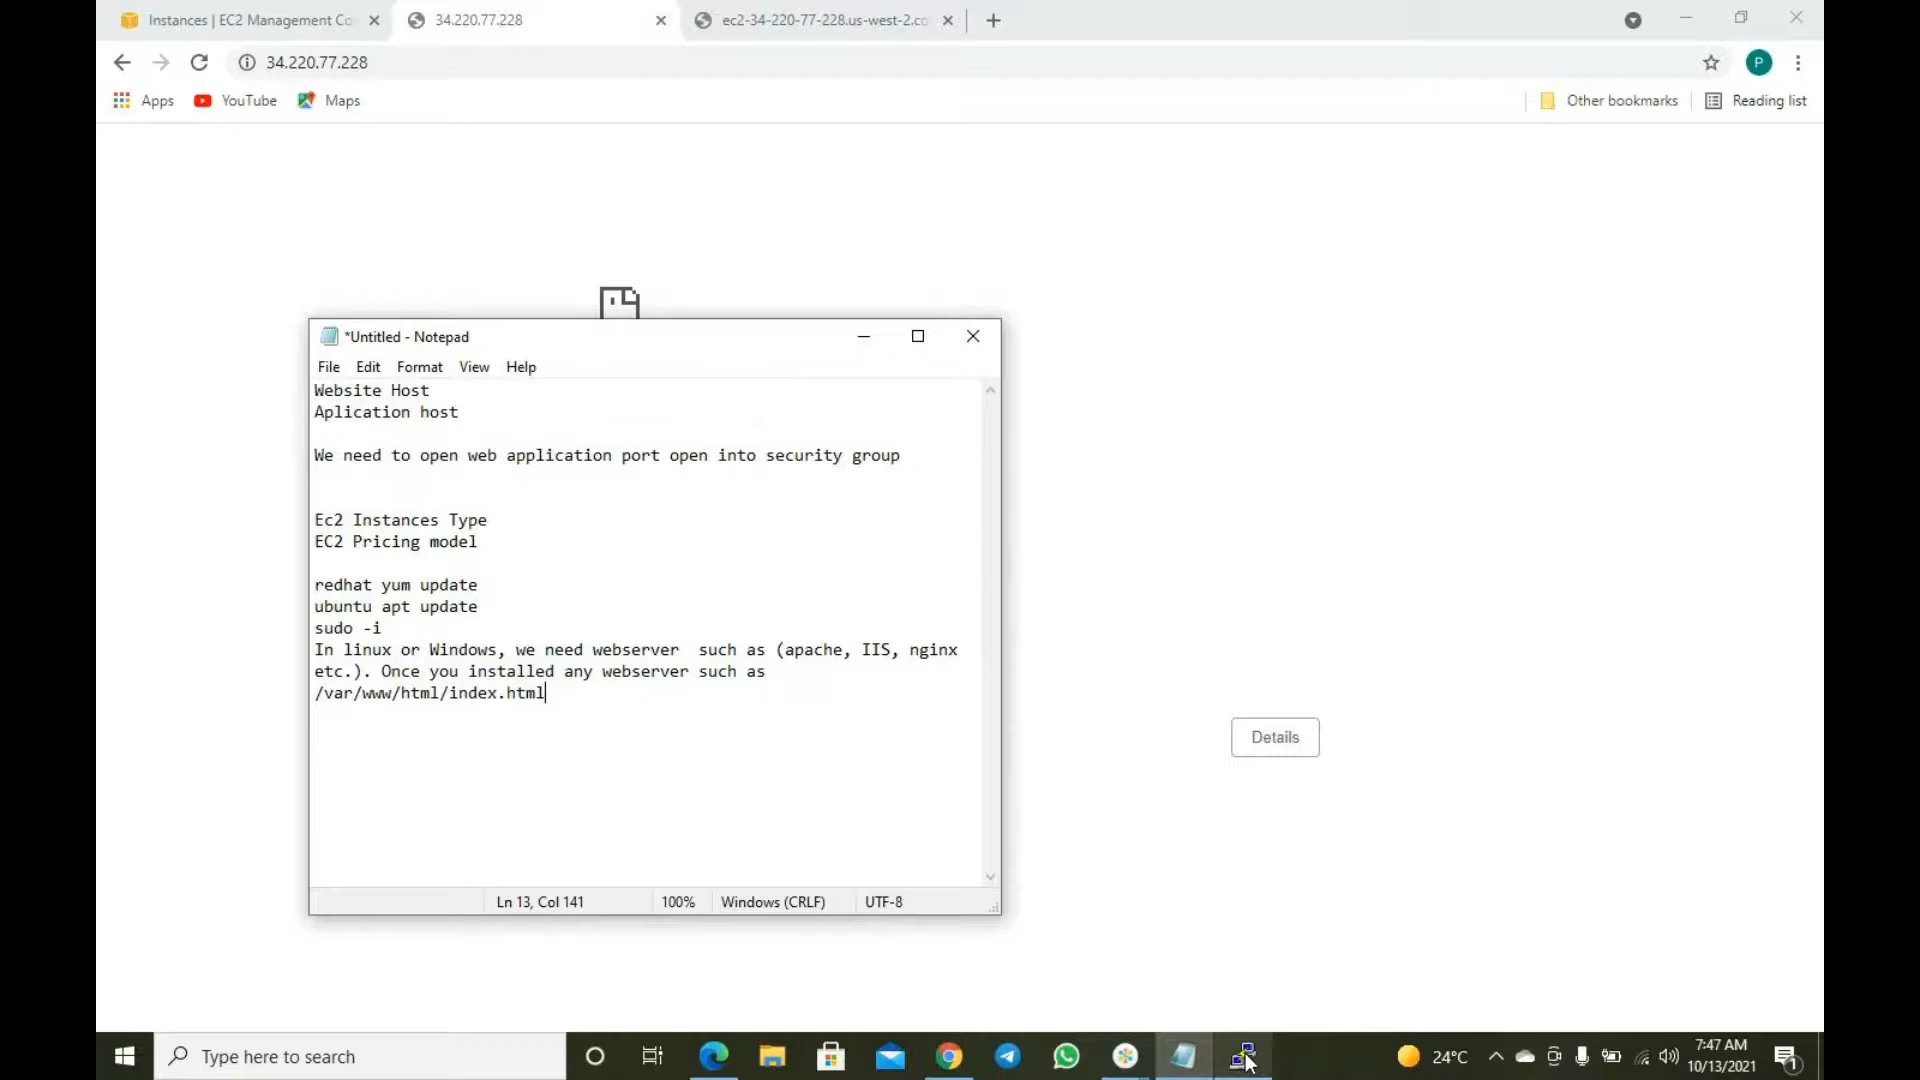 Instances | EC2 Management Co
34.220.77.228
ec2-34-220-77-228.us-west-2.co
34.220.77.228
P
Apps
YouTube
Maps
Other bookmarks
Reading list
*Untitled - Notepad
File
Edit
Format
View
Help
Website Host
Aplication host
We need to open web application port open into security group
Ec2 Instances Type
EC2 Pricing model
redhat yum update
ubuntu apt update
sudo -i
In linux or Windows, we need webserver  such as (apache, IIS, nginx
etc.). Once you installed any webserver such as
/var/www/html/index.html
Details
Ln 13, Col 141
100%
Windows (CRLF)
UTF-8
Type here to search
24°C
7:47 AM
10/13/2021
1